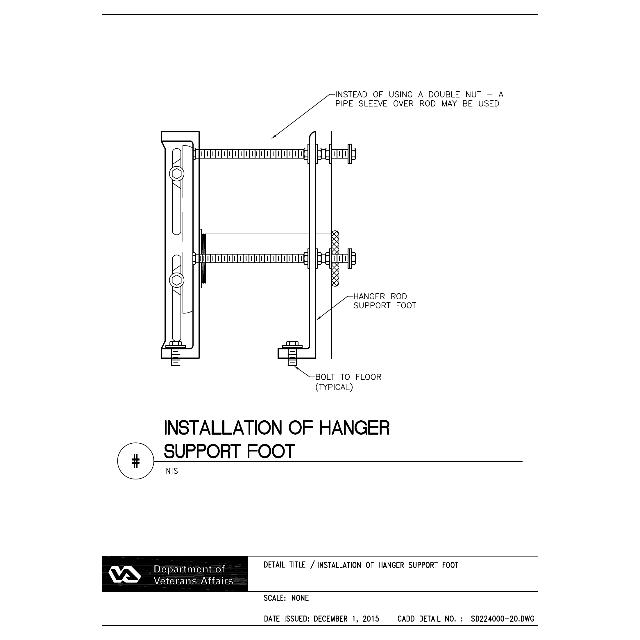 INSTEAD OF USING A DOUBLE NUT - A
PIPE SLEEVE OVER ROD MAY BE USED
HANGER ROD
SUPPORT FOOT
BOLT TO FLOOR
(TYPICAL)
INSTALLATION OF HANGER
SUPPORT FOOT
#
NTS
Department of
Veterans Affairs
DETAIL TITLE / INSTALLATION OF HANGER SUPPORT FOOT
SCALE: NONE
DATE ISSUED: DECEMBER 1, 2015 CADD DETAIL NO. : SD224000-20.DWG